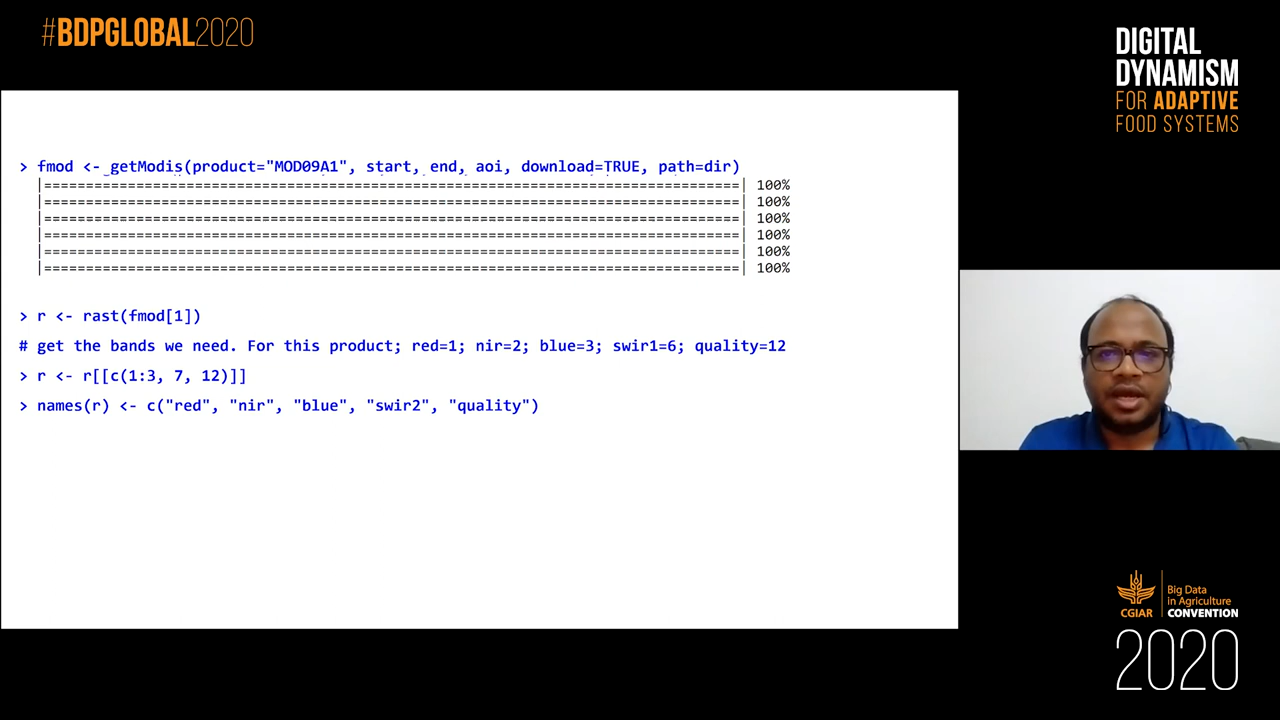 #BDPGLOBAL2020
DIGITAL
DYNAMISM
FOR ADAPTIVE
FOOD SYSTEMS
> fmod <- getModis(product="MOD09A1", start, end, aoi, download=TRUE, path=dir)
|===================================================================================| 100%
|===================================================================================| 100%
|===================================================================================| 100%
|===================================================================================| 100%
|===================================================================================| 100%
|===================================================================================| 100%
> r <- rast(fmod[1])
# get the bands we need. For this product; red=1; nir=2; blue=3; swir1=6; quality=12
> r <- r[[c(1:3, 7, 12)]]
> names(r) <- c("red", "nir", "blue", "swir2", "quality")
CGIAR
Big Data
in Agriculture
CONVENTION
2020